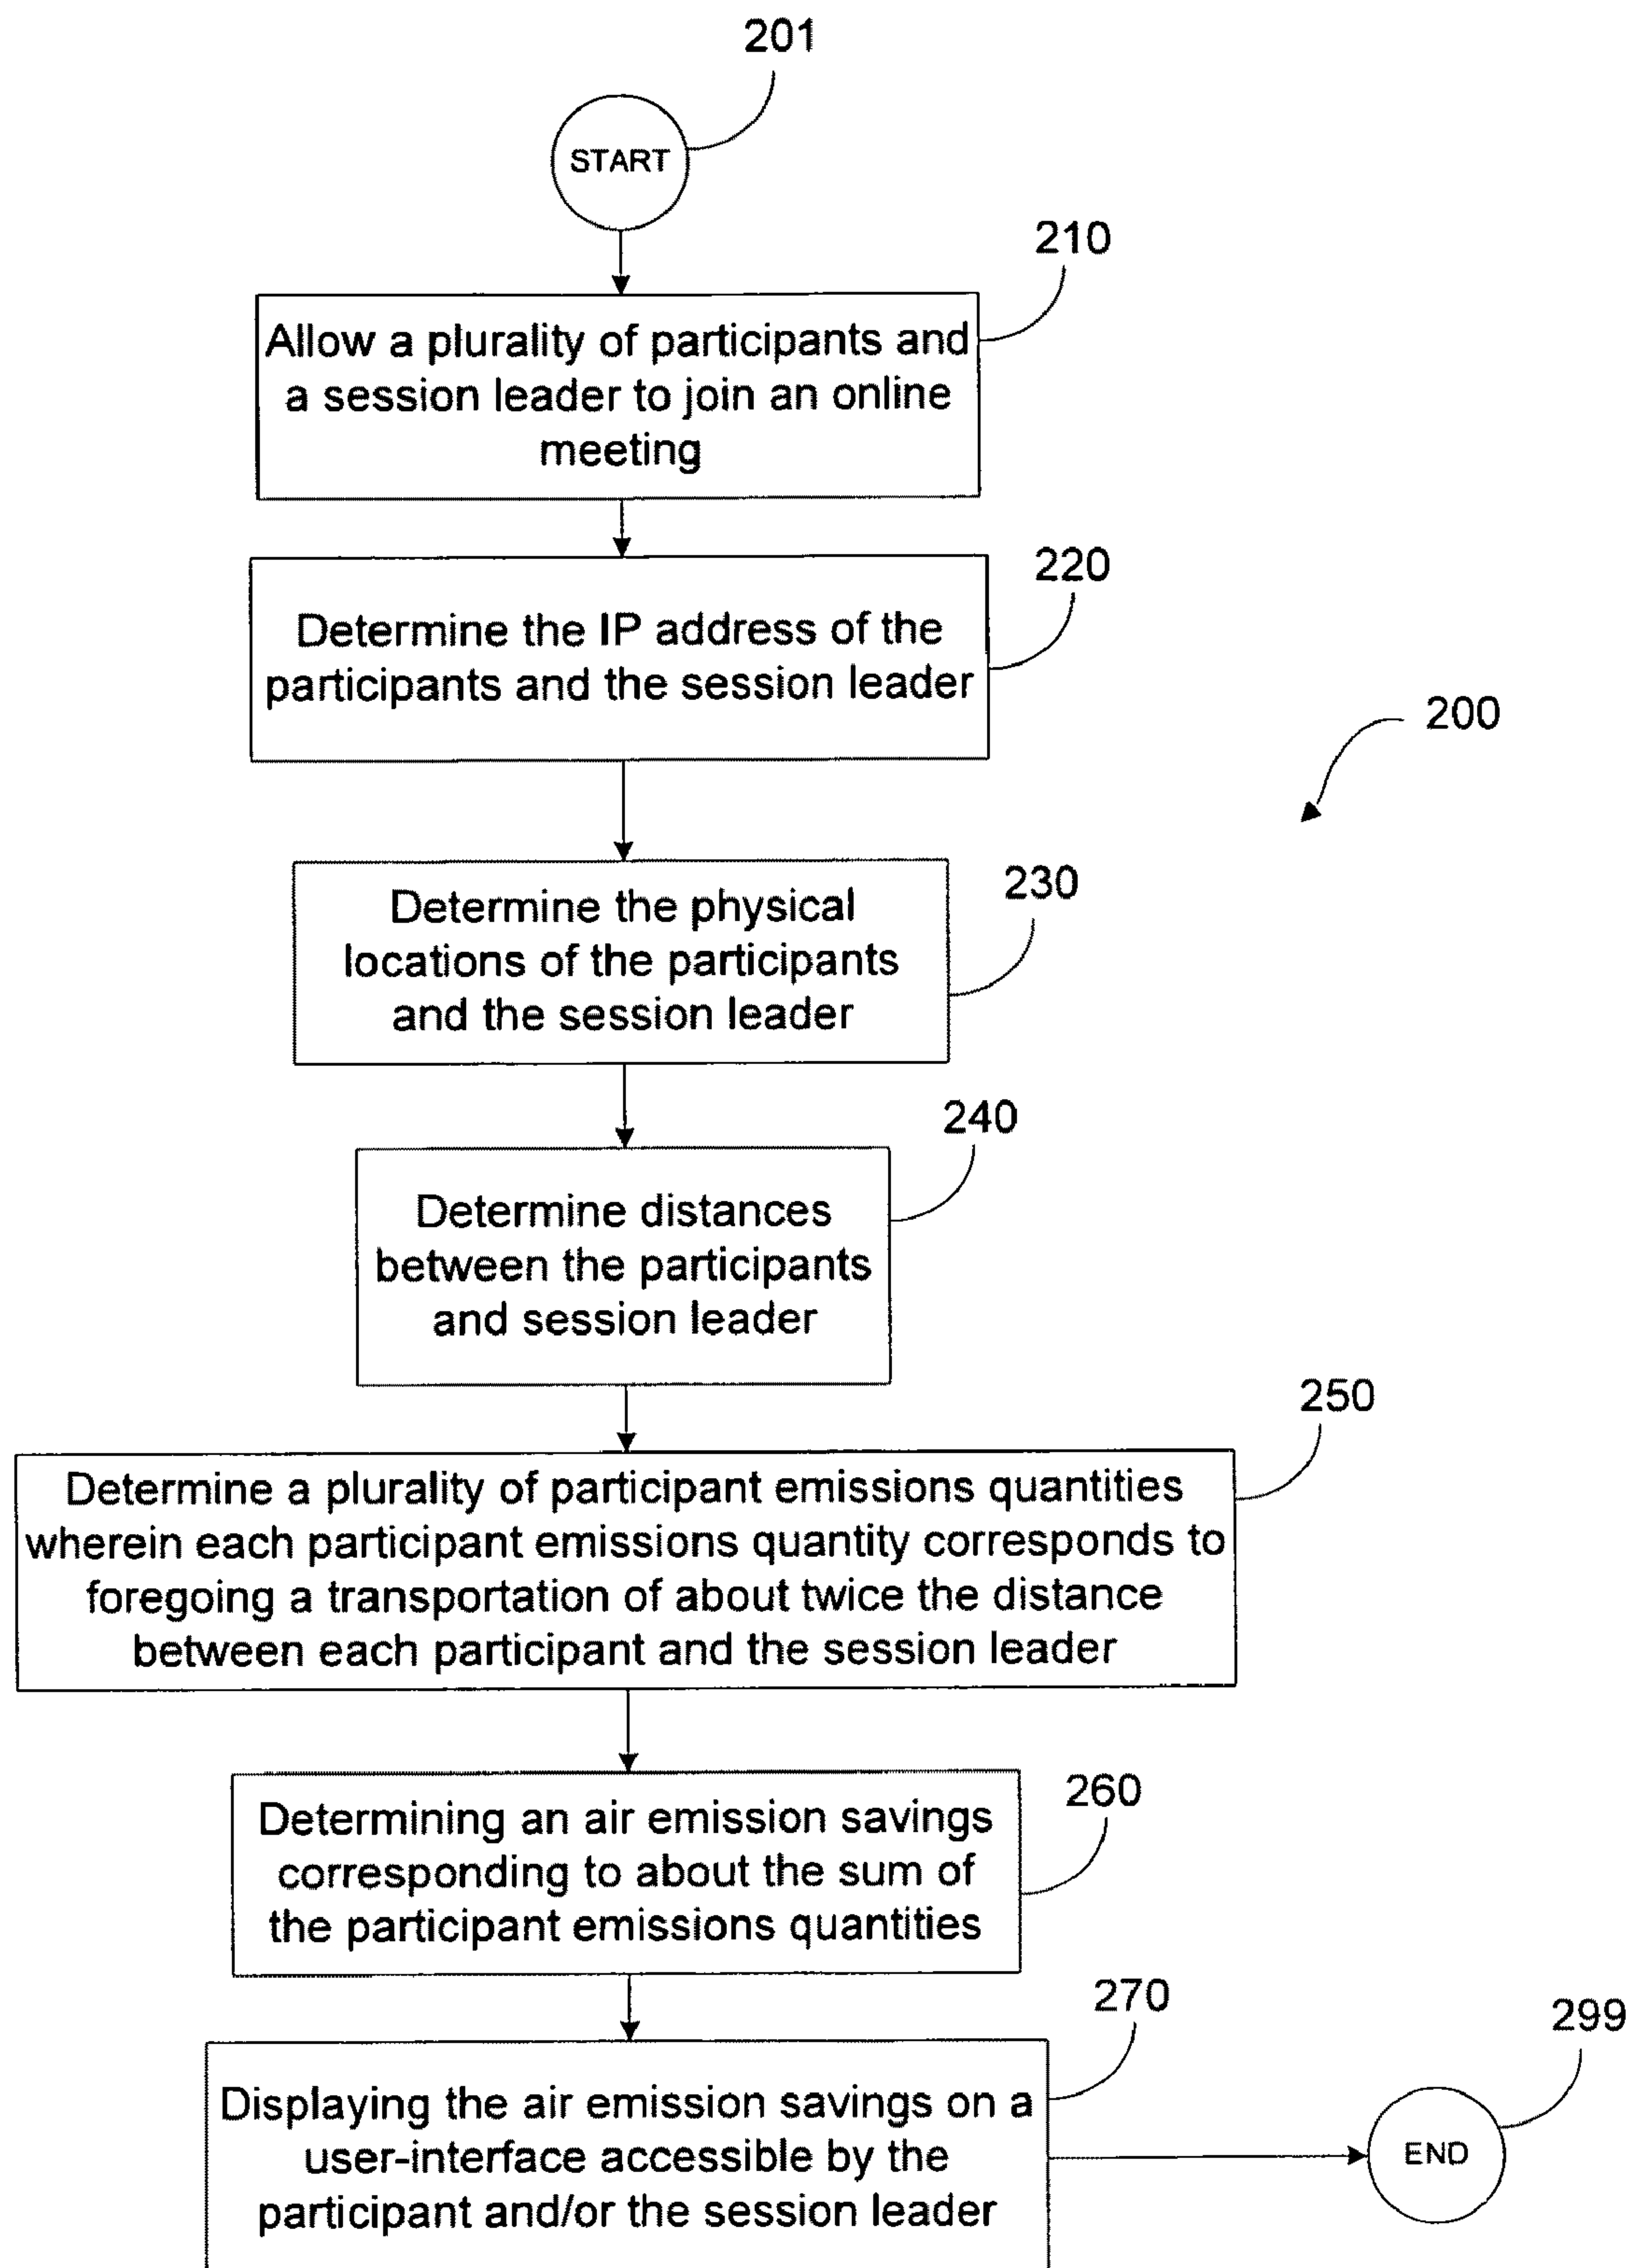 201
START
210
Allow a plurality of participants and
a session leader to join an online
meeting
220
Determine the IP address of the
participants and the session leader
200
230
Determine the physical
locations of the participants
and the session leader
240
Determine distances
between the participants
and session leader
250
Determine a plurality of participant emissions quantities
wherein each participant emissions quantity corresponds to
foregoing a transportation of about twice the distance
between each participant and the session leader
260
Determining an air emission savings
corresponding to about the sum of
the participant emissions quantities
270
299
Displaying the air emission savings on a
user-interface accessible by the
participant and/or the session leader
END